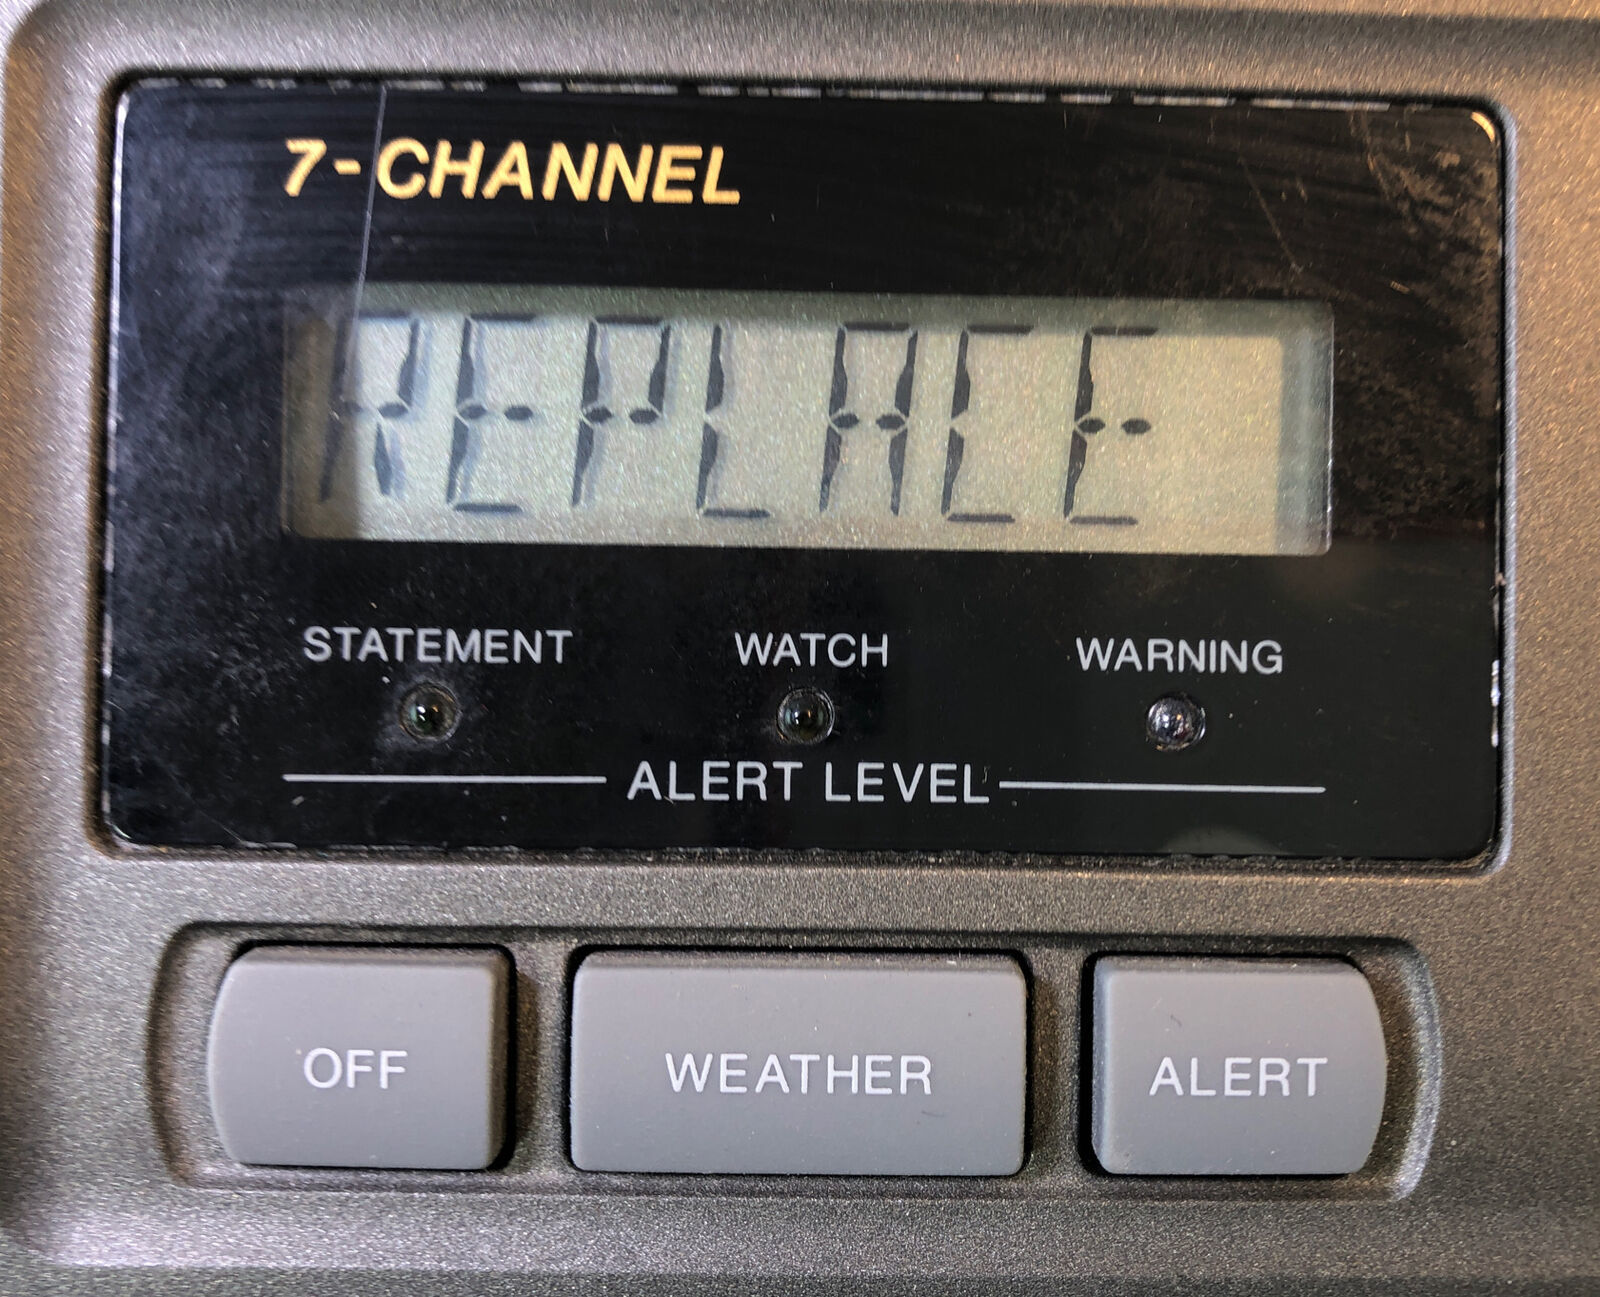 7-CHANNEL
REPLACE
STATEMENT WATCH WARNING
ALERT LEVEL
OFF WEATHER ALERT